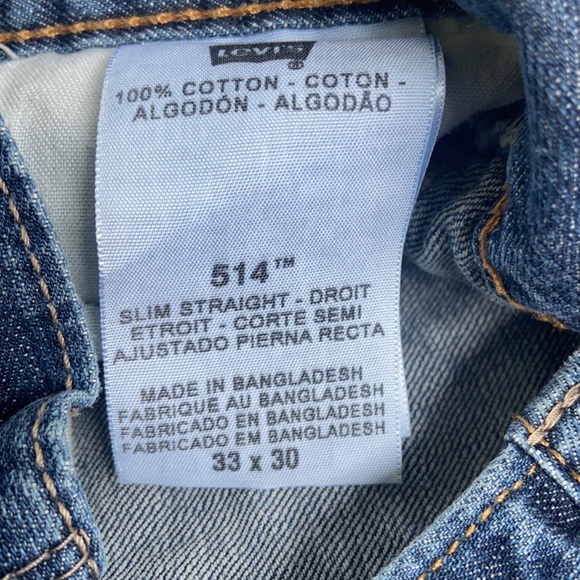 LEVI'S
100% COTTON - COTON -
ALGODÓN - ALGODÃO
514™
SLIM STRAIGHT - DROIT
ETROIT - CORTE SEMI
AJUSTADO PIERNA RECTA
MADE IN BANGLADESH
FABRIQUE AU BANGLADESH
FABRICADO EN BANGLADESH
FABRICADO EM BANGLADESH
33 x 30